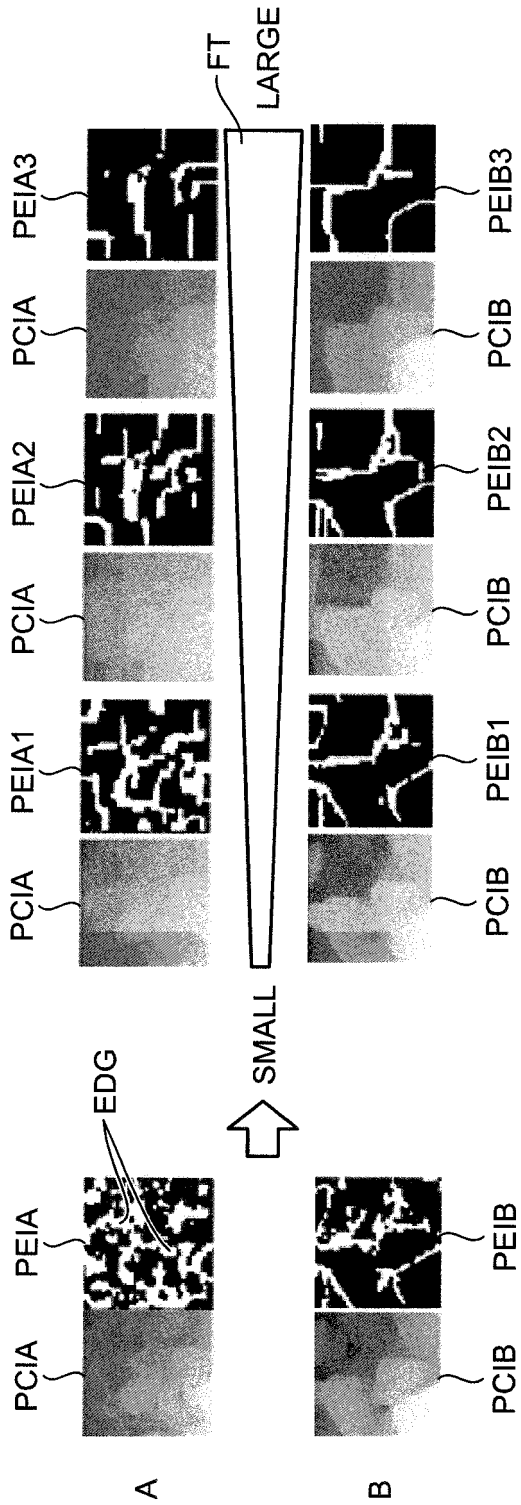 PCIA PEIA PCIA PEIA1 PCIA PEIA2 PCIA PEIA3
EDG
A
FT
SMALL LARGE
B
PCIB PEIB PCIB PEIB1 PCIB PEIB2 PCIB PEIB3